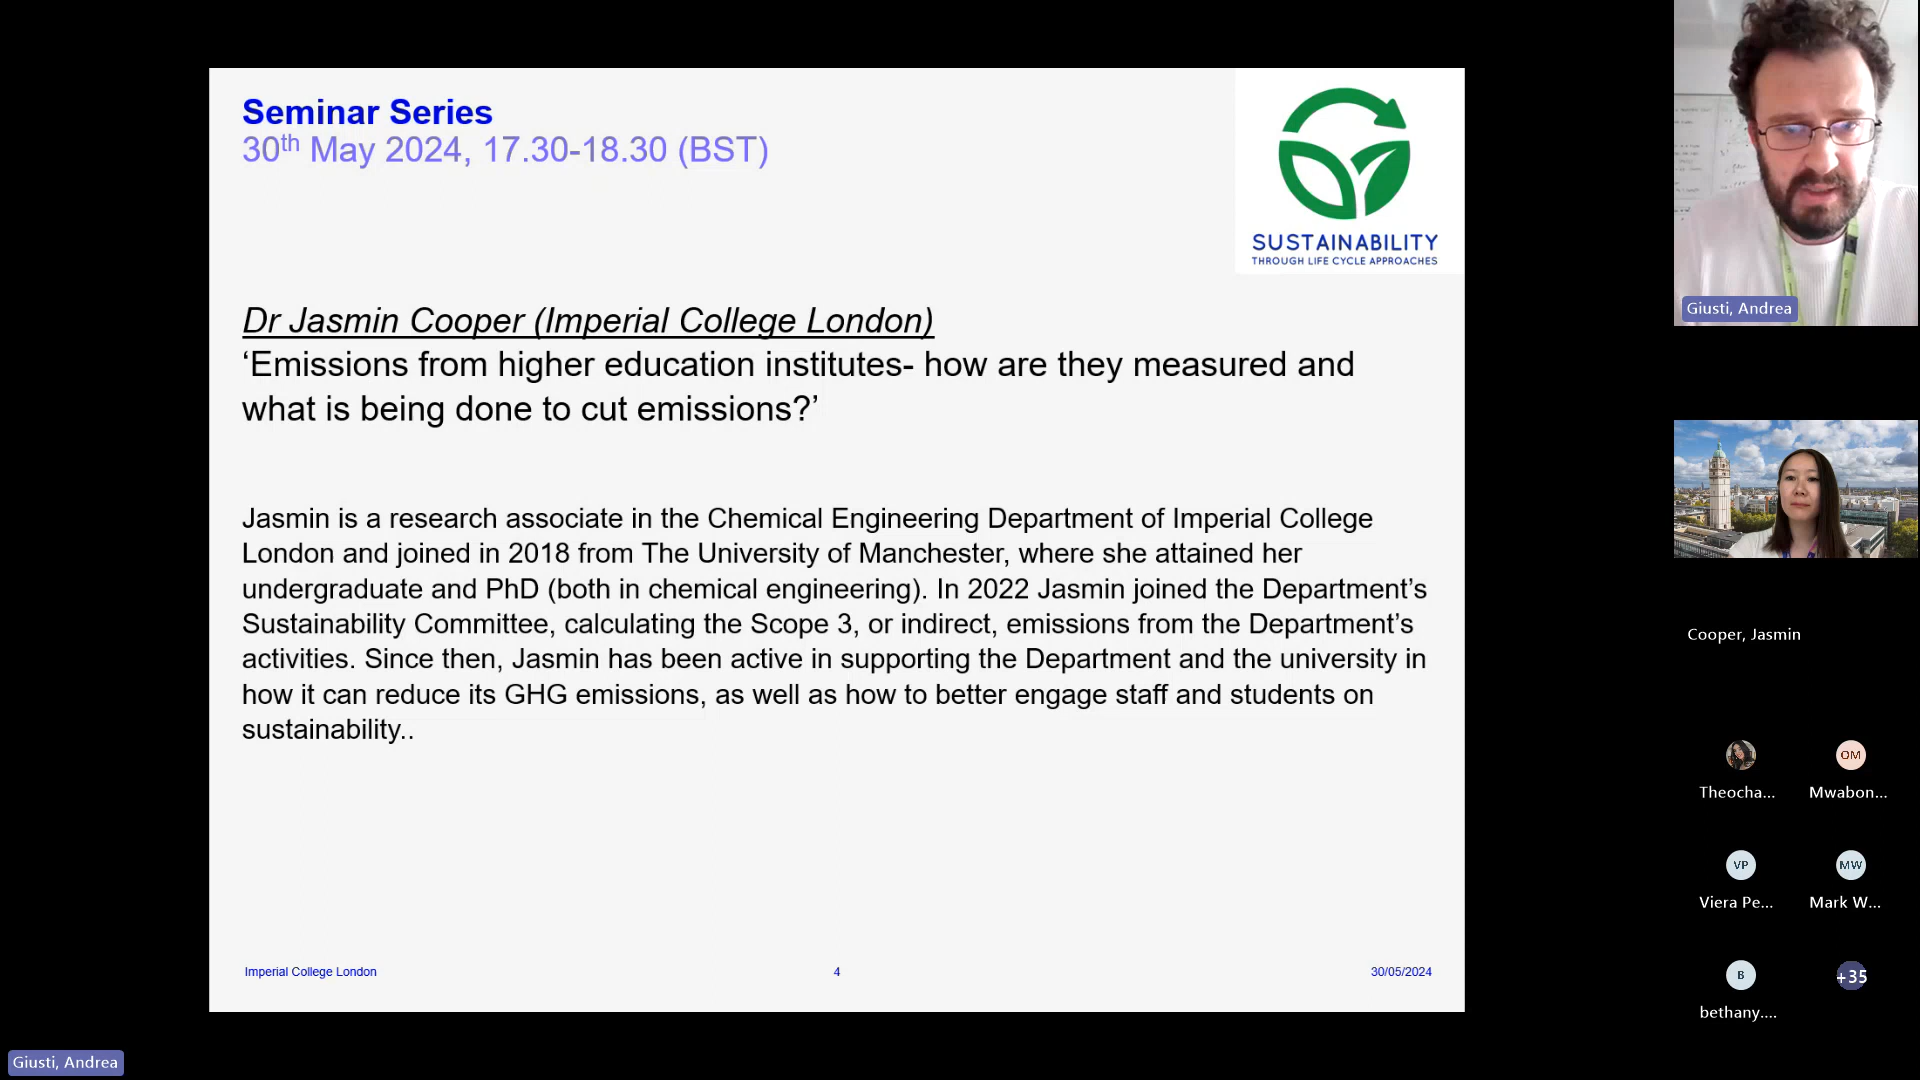 Seminar Series
30th May 2024, 17.30-18.30 (BST)
SUSTAINABILITY
THROUGH LIFE CYCLE APPROACHES
Dr Jasmin Cooper (Imperial College London)
‘Emissions from higher education institutes- how are they measured and
what is being done to cut emissions?’
Jasmin is a research associate in the Chemical Engineering Department of Imperial College
London and joined in 2018 from The University of Manchester, where she attained her
undergraduate and PhD (both in chemical engineering). In 2022 Jasmin joined the Department’s
Sustainability Committee, calculating the Scope 3, or indirect, emissions from the Department’s
activities. Since then, Jasmin has been active in supporting the Department and the university in
how it can reduce its GHG emissions, as well as how to better engage staff and students on
sustainability..
Imperial College London
4
30/05/2024
Giusti, Andrea
Giusti, Andrea
Cooper, Jasmin
OM
Theocha...
Mwabon...
VP
MW
Viera Pe...
Mark W...
B
+35
bethany....